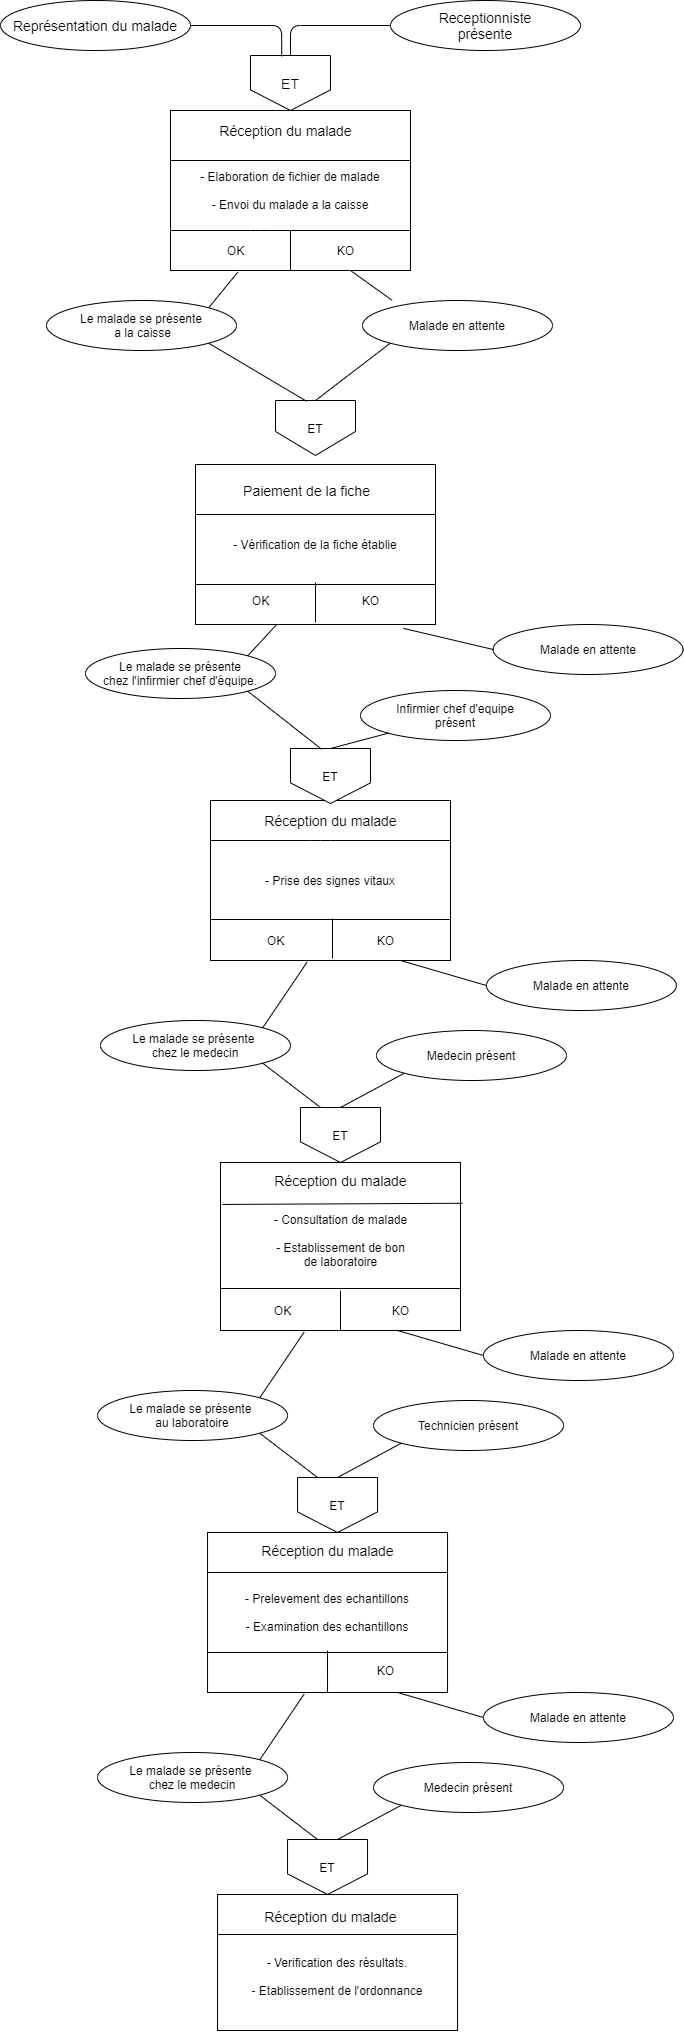 Représentation du malade
Receptionniste
présente
ET
Réception du malade
- Elaboration de fichier de malade
- Envoi du malade a la caisse
OK
KO
Le malade se présente
a la caisse
Malade en attente
ET
Paiement de la fiche
- Vérification de la fiche établie
OK
KO
Malade en attente
Le malade se présente
chez l'infirmier chef d'équipe.
Infirmier chef d'equipe
présent
ET
Réception du malade
- Prise des signes vitaux
OK
KO
Malade en attente
Le malade se présente
chez le medecin
Medecin présent
ET
Réception du malade
- Consultation de malade
- Establissement de bon
de laboratoire
OK
KO
Malade en attente
Le malade se présente
au laboratoire
Technicien présent
ET
Réception du malade
- Prelevement des echantillons
- Examination des echantillons
KO
Malade en attente
Le malade se présente
chez le medecin
Medecin présent
ET
Réception du malade
- Verification des résultats.
- Etablissement de l'ordonnance